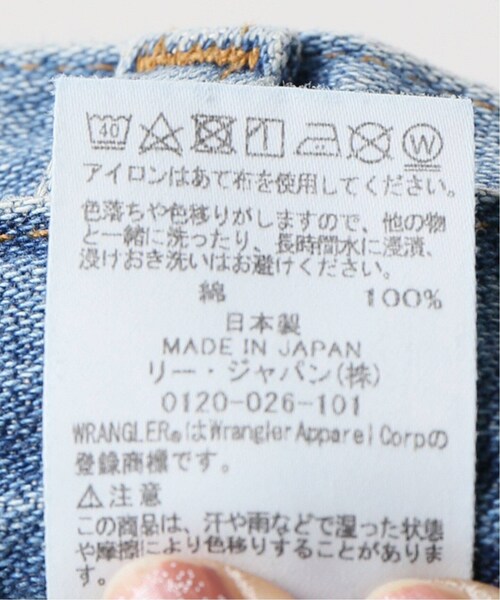 40 W
アイロンはあて布を使用してください。
色落ちや色移りがしますので、他の物
と一緒に洗ったり、長時間水に浸漬、
浸けおき洗いはお避けください。
綿 100%
日本製
MADE IN JAPAN
リー・ジャパン(株)
0120-026-101
WRANGLER®はWrangler Apparel Corpの
登録商標です。
⚠注意
この商品は、汗や雨などで湿った状態
や摩擦により色移りすることがありま
す。